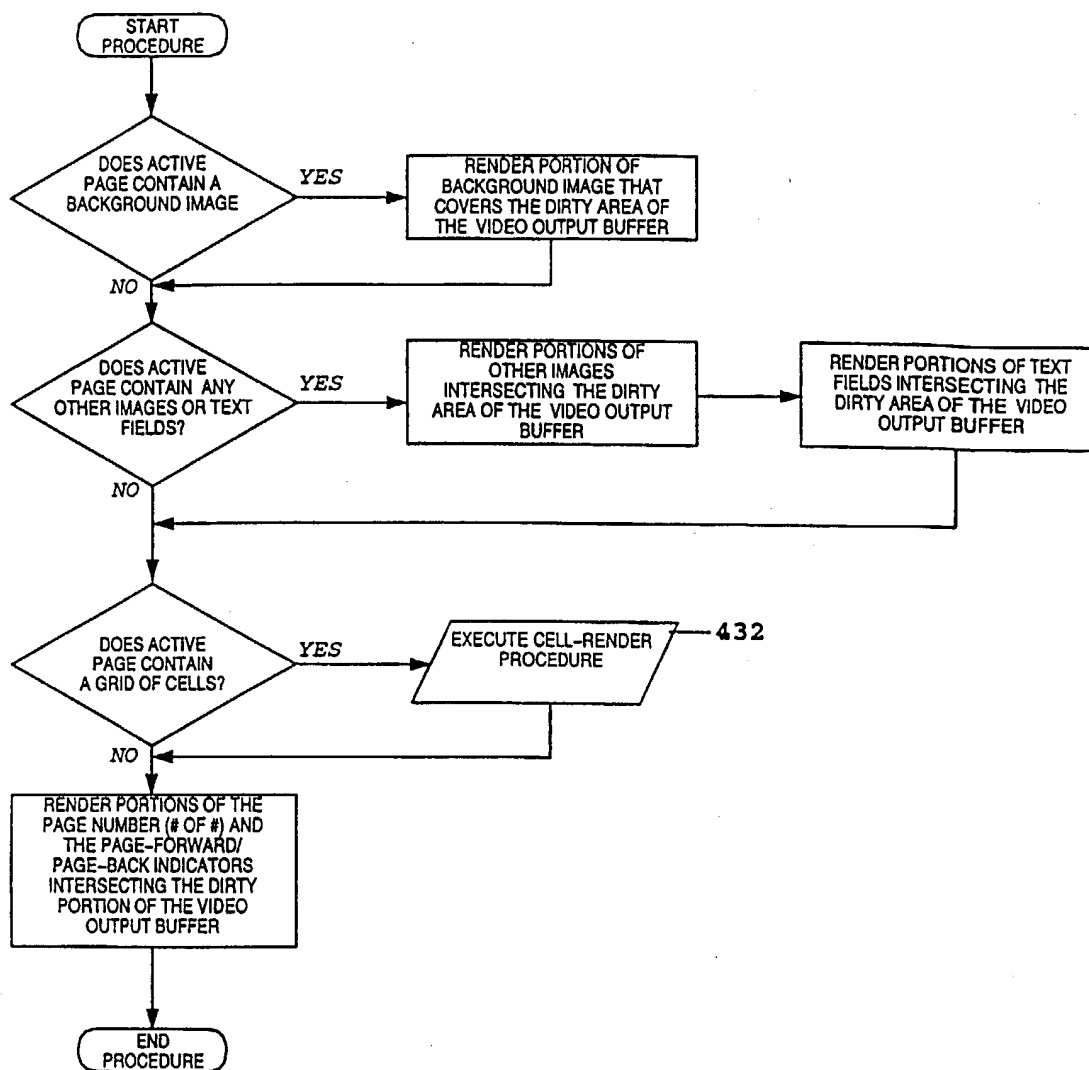 START
PROCEDURE
DOES ACTIVE
PAGE CONTAIN A
BACKGROUND IMAGE
YES
RENDER PORTION OF
BACKGROUND IMAGE THAT
COVERS THE DIRTY AREA OF
THE VIDEO OUTPUT BUFFER
NO
DOES ACTIVE
PAGE CONTAIN ANY
OTHER IMAGES OR TEXT
FIELDS?
YES
RENDER PORTIONS OF
OTHER IMAGES
INTERSECTING THE DIRTY
AREA OF THE VIDEO OUTPUT
BUFFER
RENDER PORTIONS OF TEXT
FIELDS INTERSECTING THE
DIRTY AREA OF THE VIDEO
OUTPUT BUFFER
NO
DOES ACTIVE
PAGE CONTAIN
A GRID OF CELLS?
YES
EXECUTE CELL-RENDER
PROCEDURE
432
NO
RENDER PORTIONS OF THE
PAGE NUMBER (# OF #) AND
THE PAGE-FORWARD/
PAGE-BACK INDICATORS
INTERSECTING THE DIRTY
PORTION OF THE VIDEO
OUTPUT BUFFER
END
PROCEDURE